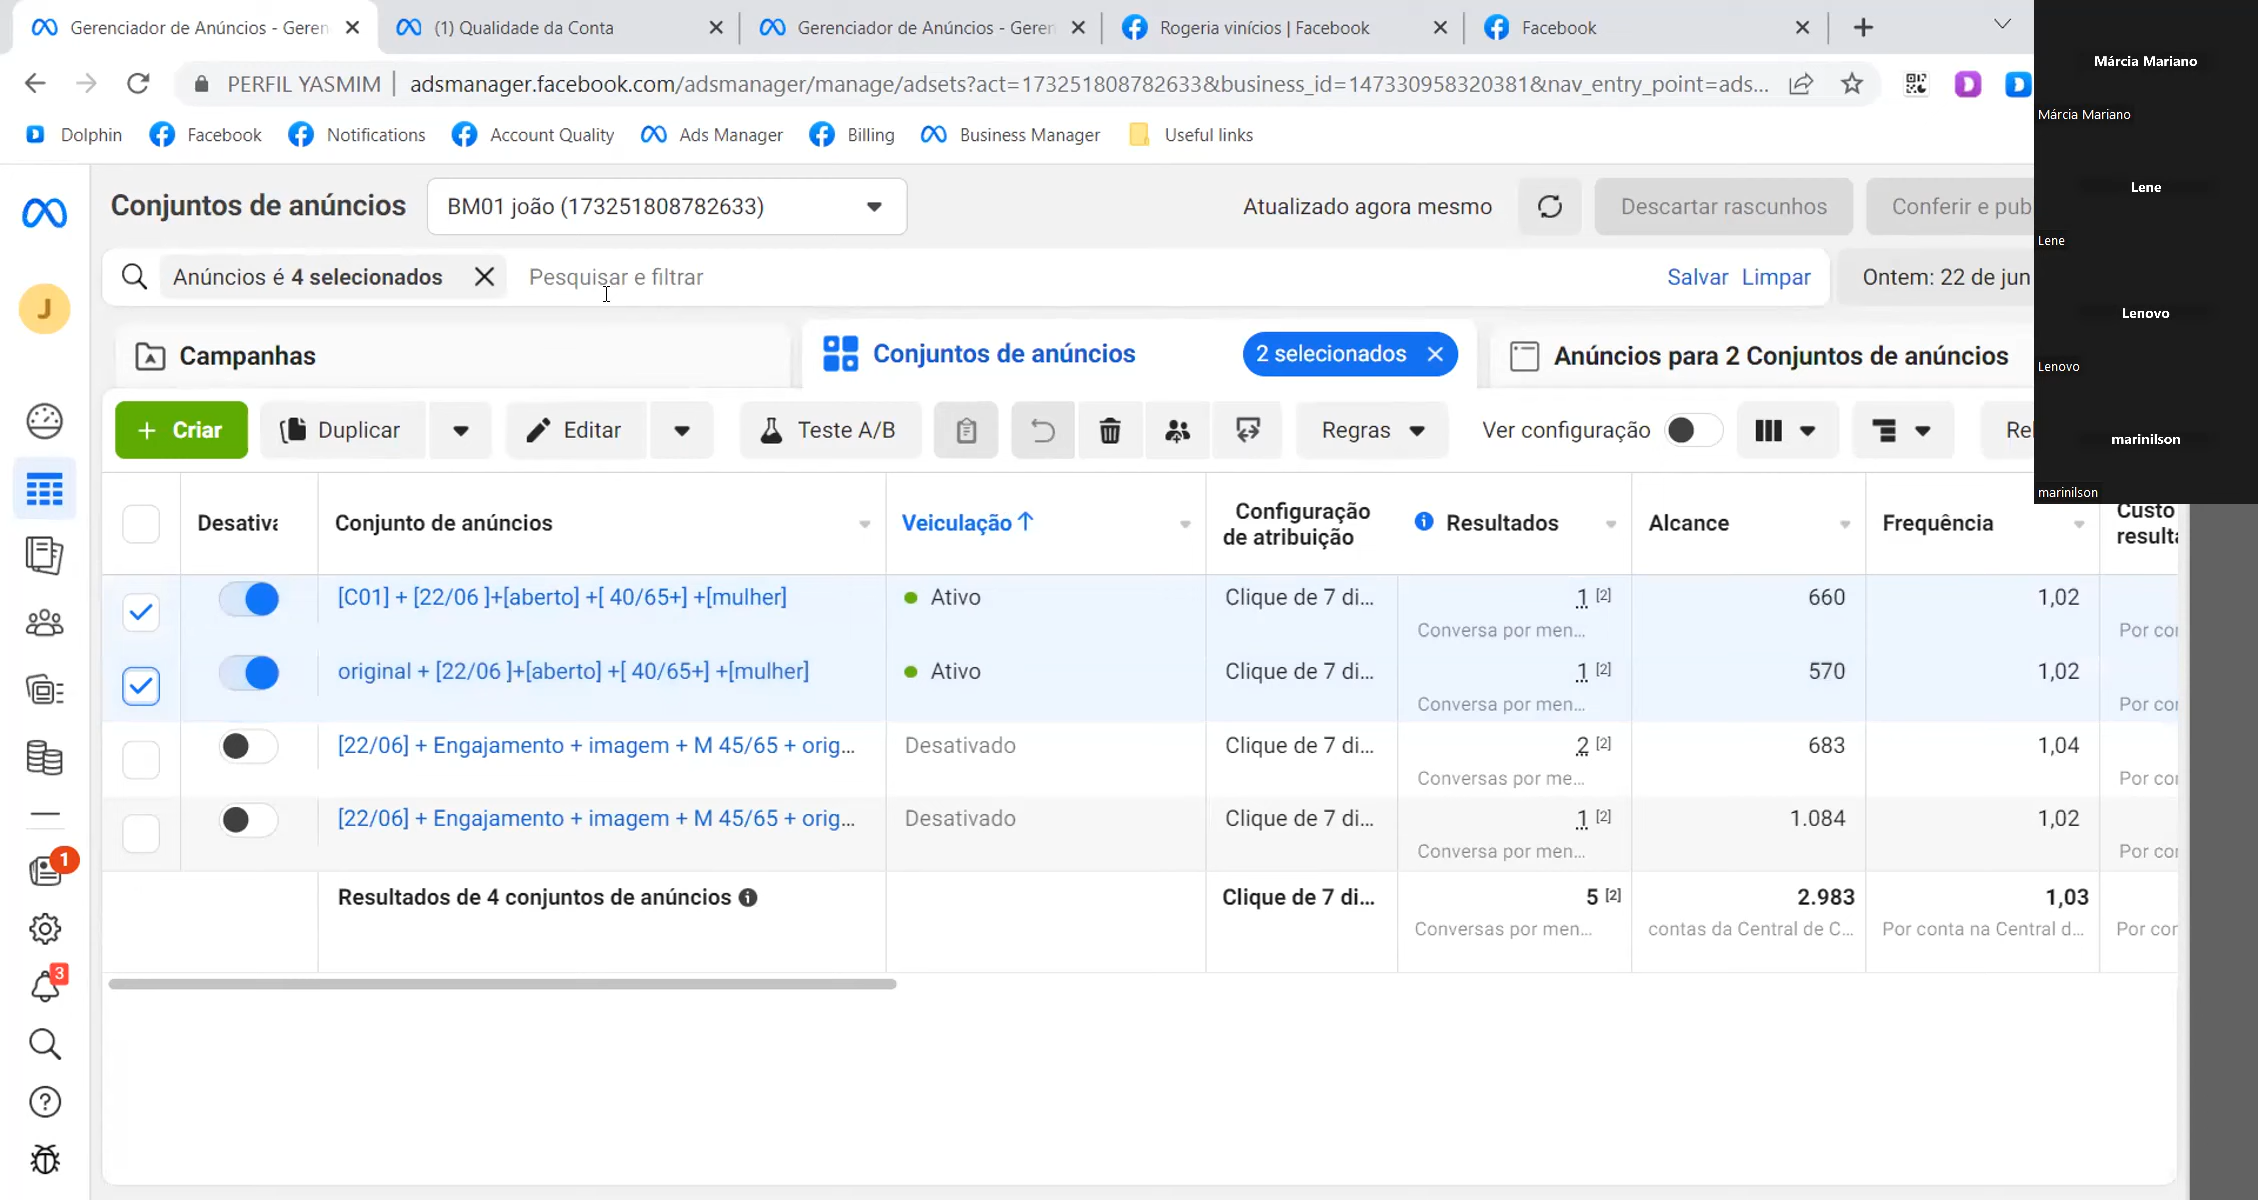 Gerenciador de Anúncios - Geren
(1) Qualidade da Conta
Gerenciador de Anúncios - Geren
Rogeria vinícios | Facebook
Facebook
PERFIL YASMIM
adsmanager.facebook.com/adsmanager/manage/adsets?act=173251808782633&business_id=147330958320381&nav_entry_point=ads...
Dolphin
Facebook
Notifications
Account Quality
Ads Manager
Billing
Business Manager
Useful links
Conjuntos de anúncios
BM01 joão (173251808782633)
Atualizado agora mesmo
Descartar rascunhos
Conferir e pub
J
Anúncios é 4 selecionados
Pesquisar e filtrar
Salvar
Limpar
Ontem: 22 de jun
Campanhas
Conjuntos de anúncios
2 selecionados
Anúncios para 2 Conjuntos de anúncios
+ Criar
Duplicar
Editar
Teste A/B
Regras
Ver configuração
Rel
Desativa
Conjunto de anúncios
Veiculação ↑
Configuração
de atribuição
Resultados
Alcance
Frequência
Custo
resulta
[C01] + [22/06 ]+[aberto] +[ 40/65+] +[mulher]
Ativo
Clique de 7 di...
1 [2]
Conversa por men...
660
1,02
Por cor
original + [22/06 ]+[aberto] +[ 40/65+] +[mulher]
Ativo
Clique de 7 di...
1 [2]
Conversa por men...
570
1,02
Por cor
[22/06] + Engajamento + imagem + M 45/65 + orig...
Desativado
Clique de 7 di...
2 [2]
Conversas por me...
683
1,04
Por cor
[22/06] + Engajamento + imagem + M 45/65 + orig...
Desativado
Clique de 7 di...
1 [2]
Conversa por men...
1.084
1,02
Por cor
Resultados de 4 conjuntos de anúncios
Clique de 7 di...
5 [2]
Conversas por men...
2.983
contas da Central de C...
1,03
Por conta na Central d...
Por cor
1
3
Márcia Mariano
Márcia Mariano
Lene
Lene
Lenovo
Lenovo
marinilson
marinilson